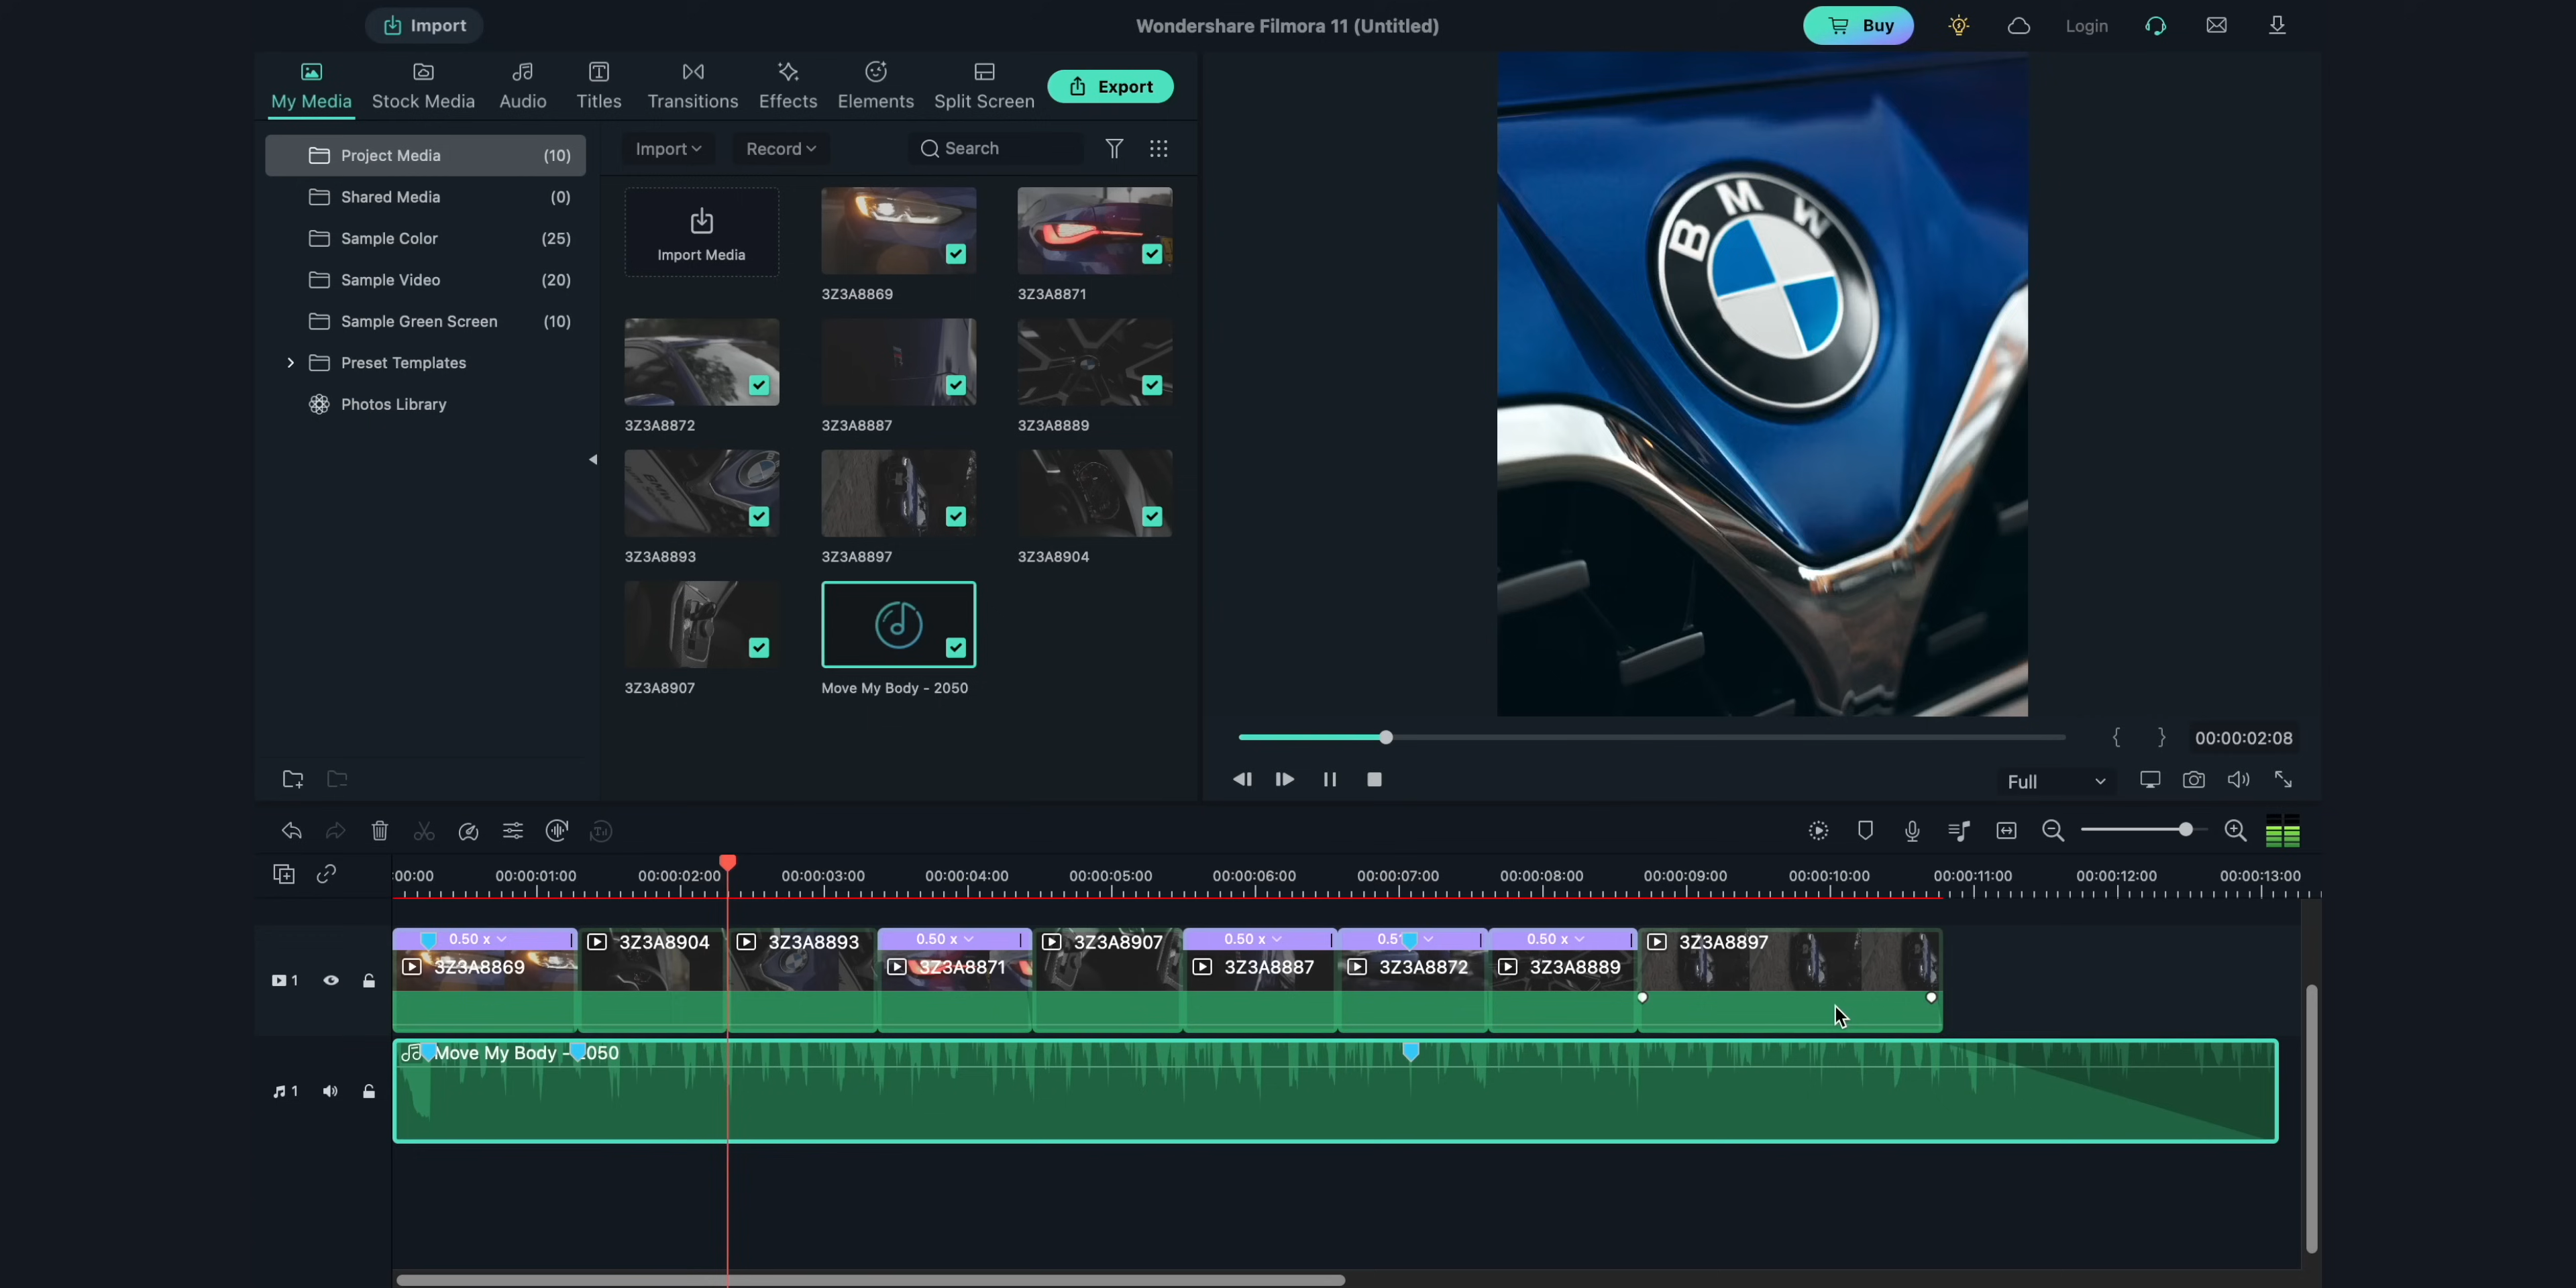 Import
Wondershare Filmora 11 (Untitled)
Buy
Login
My Media
Stock Media
Audio
Titles
Transitions
Effects
Elements
Split Screen
Export
Project Media (10)
Shared Media (0)
Sample Color (25)
Sample Video (20)
Sample Green Screen (10)
Preset Templates
Photos Library
Import
Record
Search
Import Media
3Z3A8869
3Z3A8871
3Z3A8872
3Z3A8887
3Z3A8889
3Z3A8893
3Z3A8897
3Z3A8904
3Z3A8907
Move My Body - 2050
BMW
00:00:02:08
Full
:00:00
00:00:01:00
00:00:02:00
00:00:03:00
00:00:04:00
00:00:05:00
00:00:06:00
00:00:07:00
00:00:08:00
00:00:09:00
00:00:10:00
00:00:11:00
00:00:12:00
00:00:13:00
1
0.50 x
3Z3A8869
3Z3A8904
3Z3A8893
0.50 x
3Z3A8871
3Z3A8907
0.50 x
3Z3A8887
3Z3A8872
0.50 x
3Z3A8889
3Z3A8897
1
Move My Body - 2050